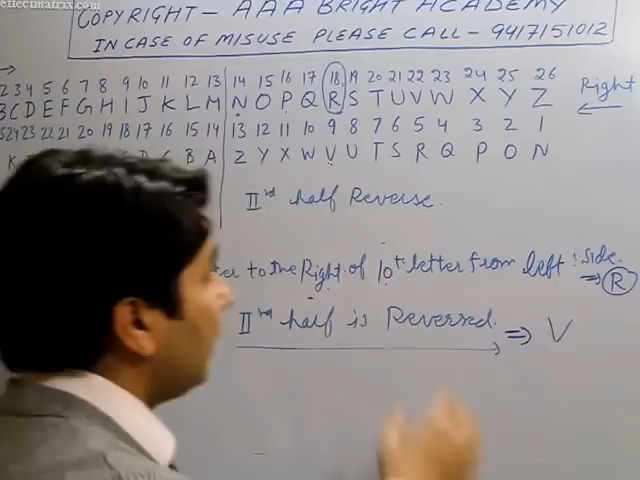 effectmatrix.com
COPYRIGHT - AAA BRIGHT ACADEMY
IN CASE OF MISUSE PLEASE CALL - 9417151012
2 3 4 5 6 7 8 9 10 11 12 13 14 15 16 17 18 19 20 21 22 23 24 25 26
B C D E F G H I J K L M N O P Q R S T U V W X Y Z Right
25 24 23 22 21 20 19 18 17 16 15 14 13 12 11 10 9 8 7 6 5 4 3 2 1
B A Z Y X W V U T S R Q P O N
IInd half Reverse.
to the Right of 10th letter from left side. ⇒ R
IInd half is Reversed. ⇒ V